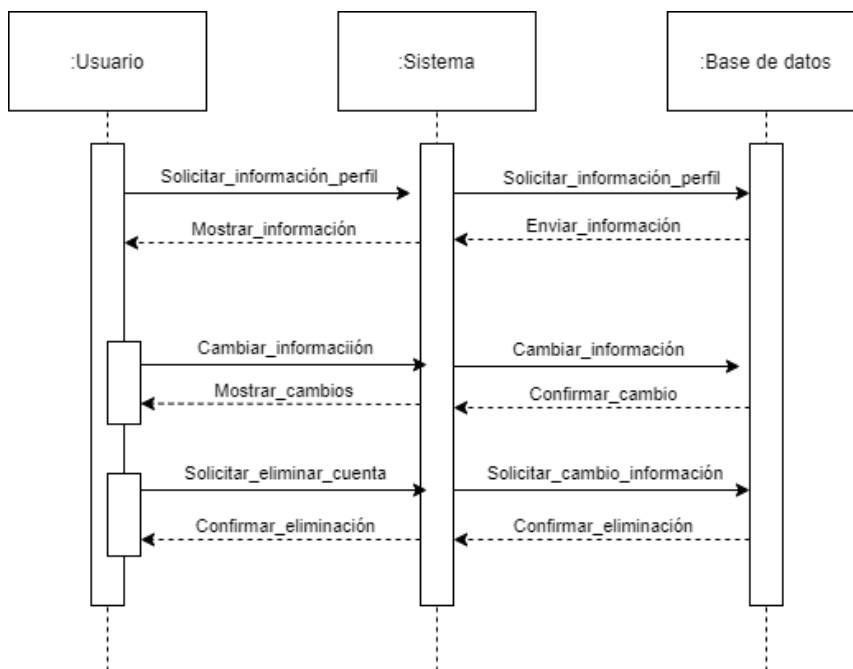 :Usuario
:Sistema
:Base de datos
Solicitar_información_perfil
Solicitar_información_perfil
Mostrar_información
Enviar_información
Cambiar_informaciión
Cambiar_información
Mostrar_cambios
Confirmar_cambio
Solicitar_eliminar_cuenta
Solicitar_cambio_información
Confirmar_eliminación
Confirmar_eliminación